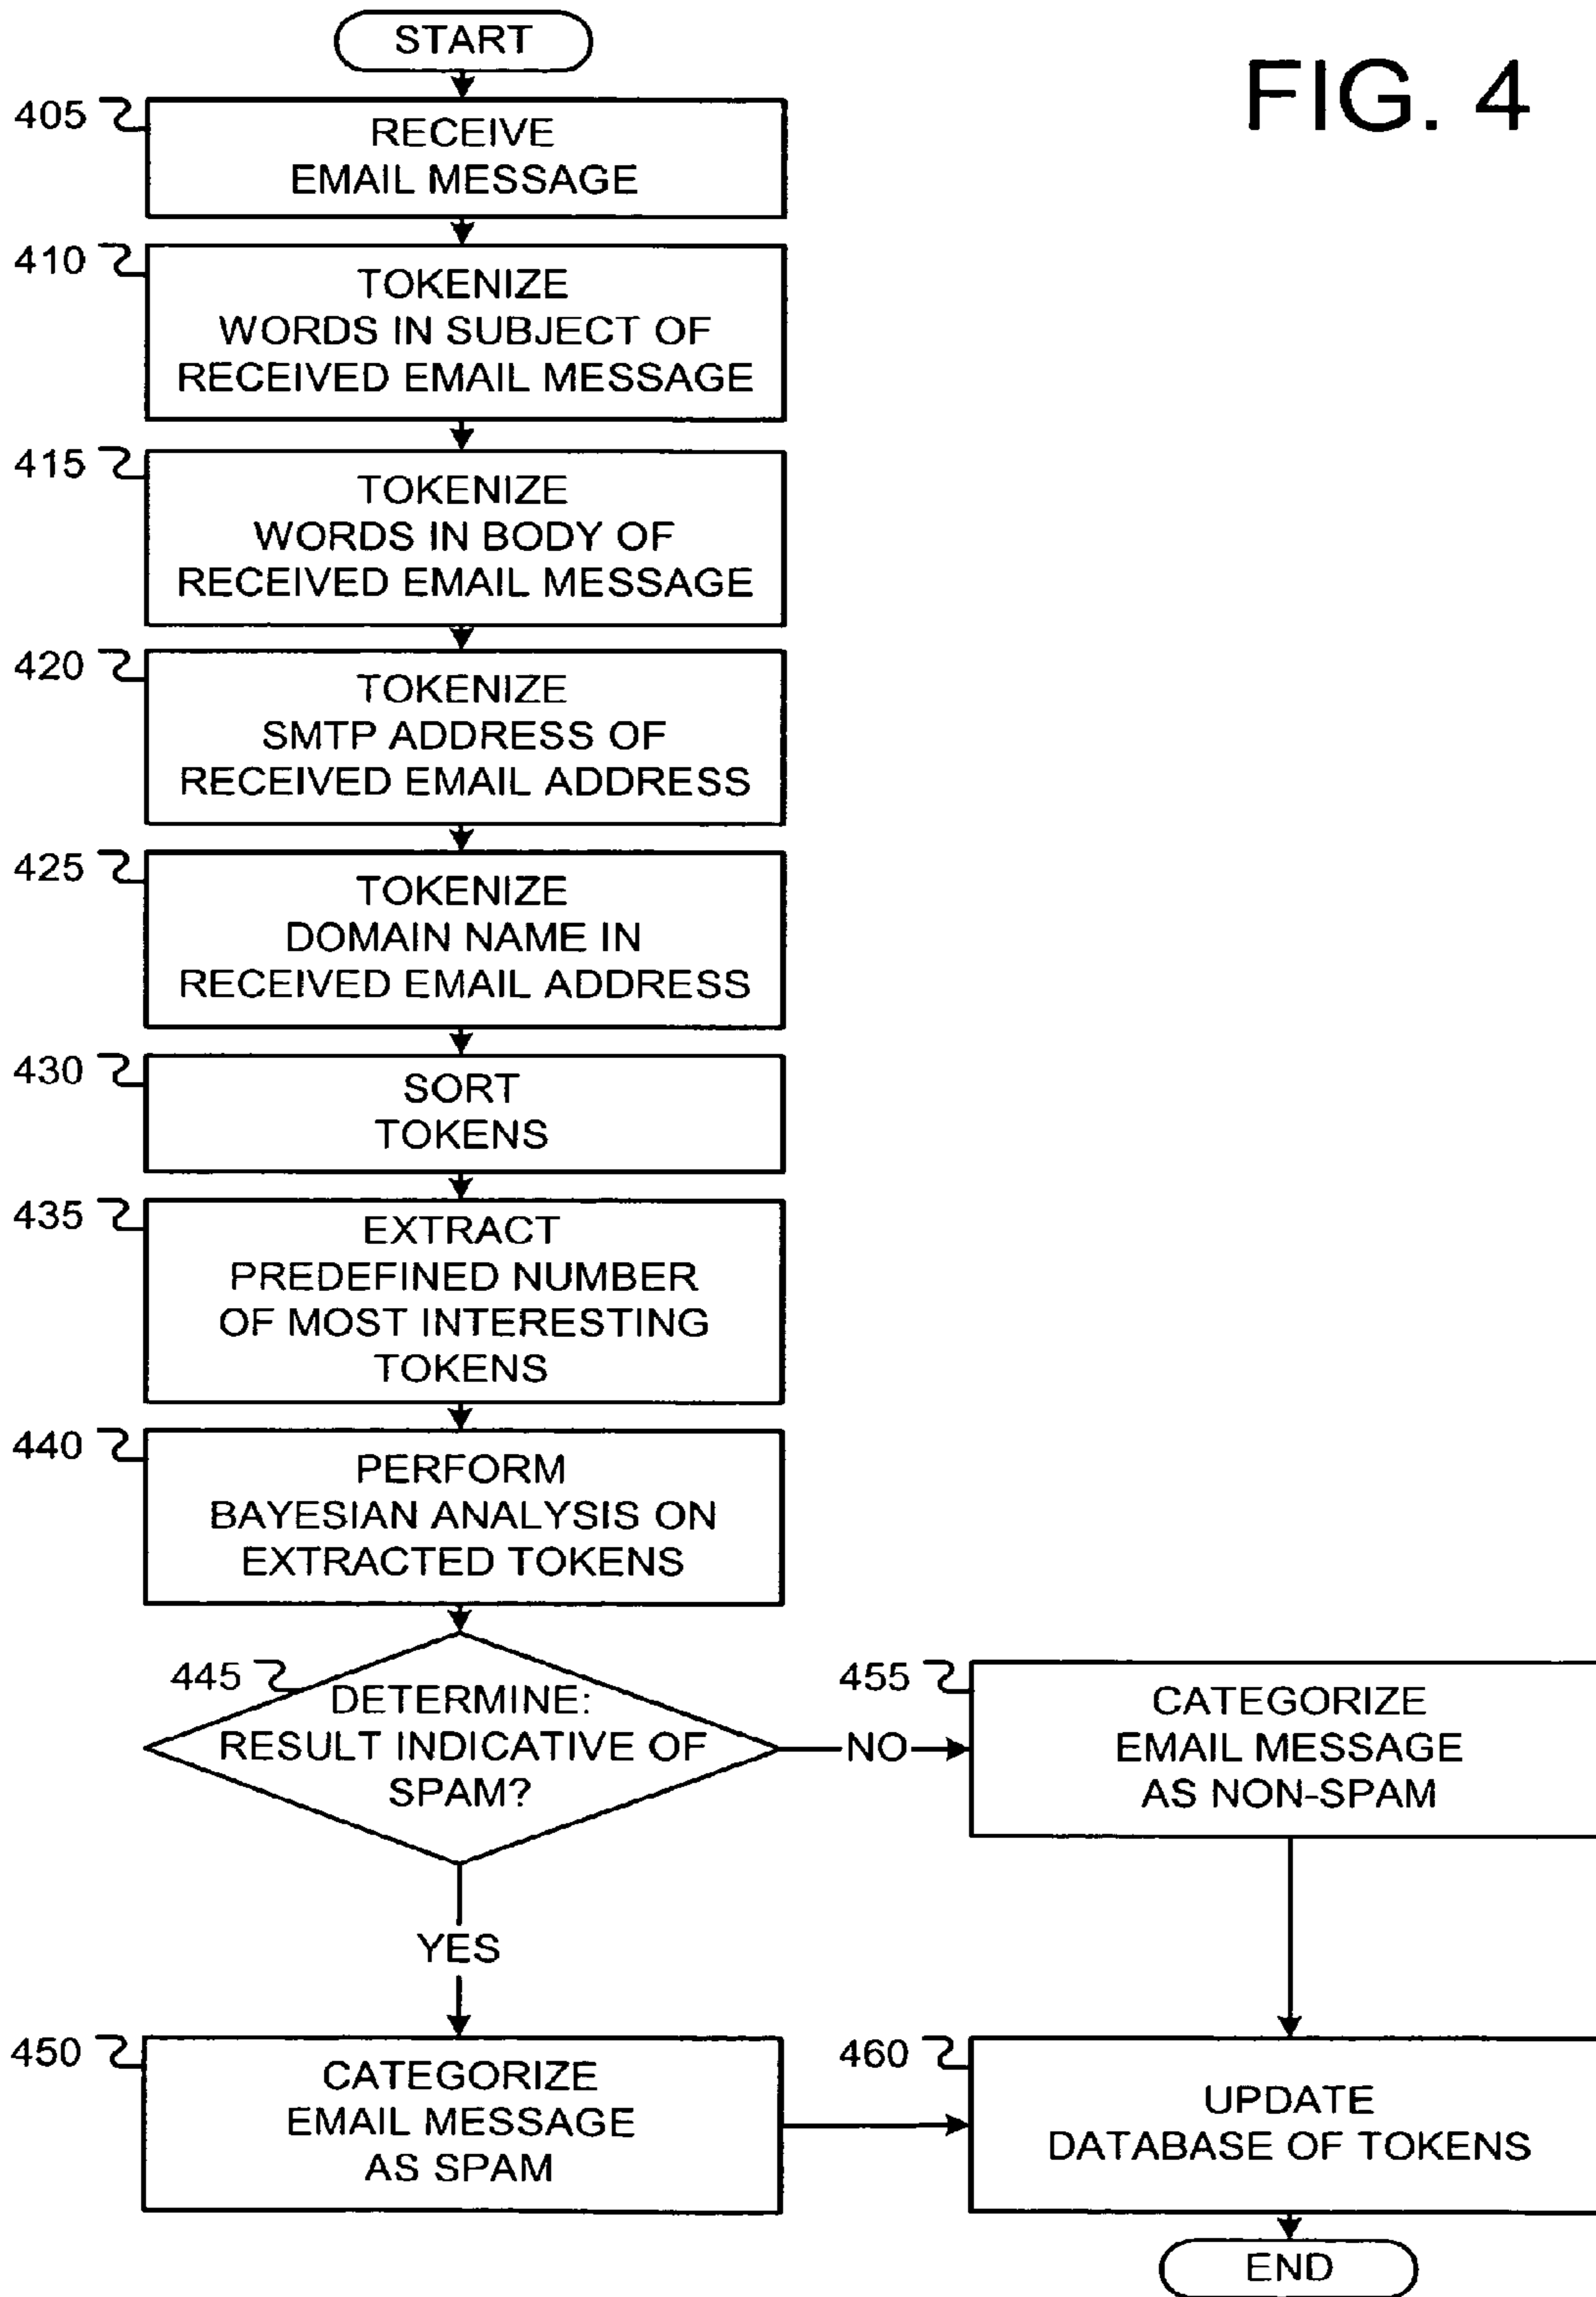 FIG. 4
START
405
RECEIVE
EMAIL MESSAGE
410
TOKENIZE
WORDS IN SUBJECT OF
RECEIVED EMAIL MESSAGE
415
TOKENIZE
WORDS IN BODY OF
RECEIVED EMAIL MESSAGE
420
TOKENIZE
SMTP ADDRESS OF
RECEIVED EMAIL ADDRESS
425
TOKENIZE
DOMAIN NAME IN
RECEIVED EMAIL ADDRESS
430
SORT
TOKENS
435
EXTRACT
PREDEFINED NUMBER
OF MOST INTERESTING
TOKENS
440
PERFORM
BAYESIAN ANALYSIS ON
EXTRACTED TOKENS
445
DETERMINE:
RESULT INDICATIVE OF
SPAM?
NO
455
CATEGORIZE
EMAIL MESSAGE
AS NON-SPAM
YES
450
CATEGORIZE
EMAIL MESSAGE
AS SPAM
460
UPDATE
DATABASE OF TOKENS
END